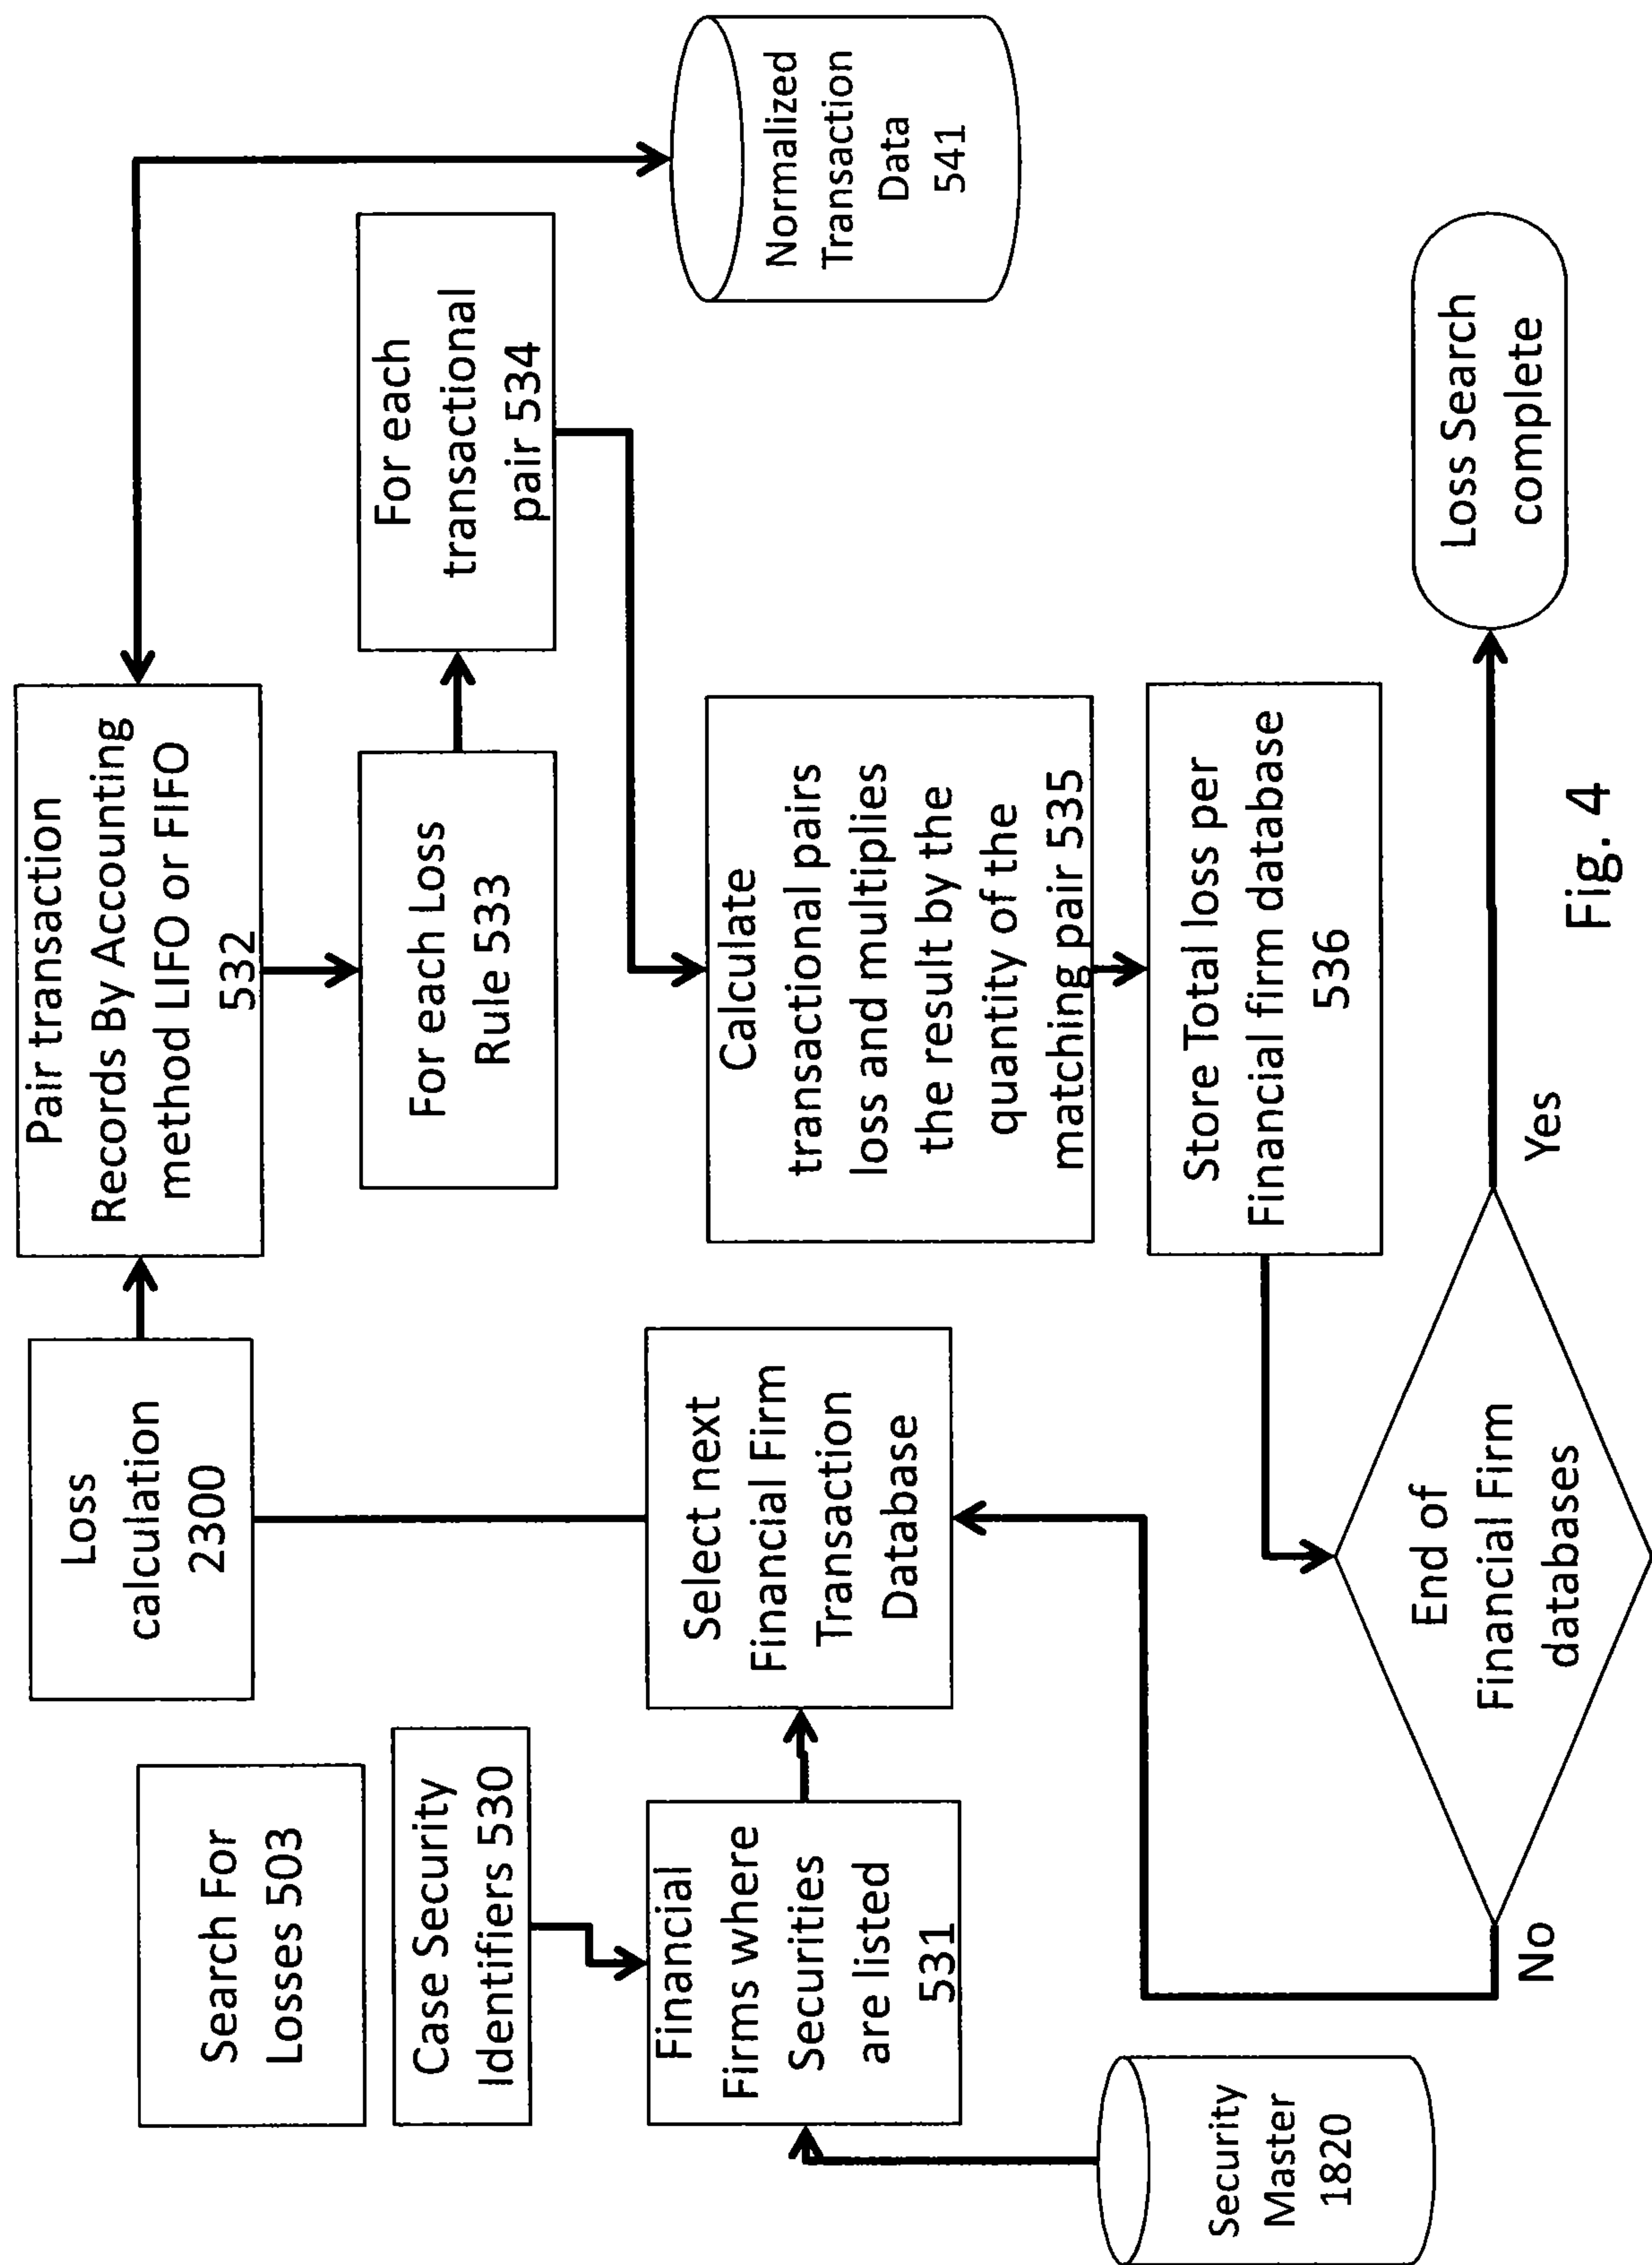 Search For
Losses 503
Case Security
Identifiers 530
Financial
Firms where
Securities
are listed
531
Security
Master
1820
Loss
calculation
2300
Select next
Financial Firm
Transaction
Database
Pair transaction
Records By Accounting
method LIFO or FIFO
532
For each Loss
Rule 533
For each
transactional
pair 534
Normalized
Transaction
Data
541
Calculate
transactional pairs
loss and multiplies
the result by the
quantity of the
matching pair 535
Store Total loss per
Financial firm database
536
End of
Financial Firm
databases
No
Yes
Loss Search
complete
Fig. 4